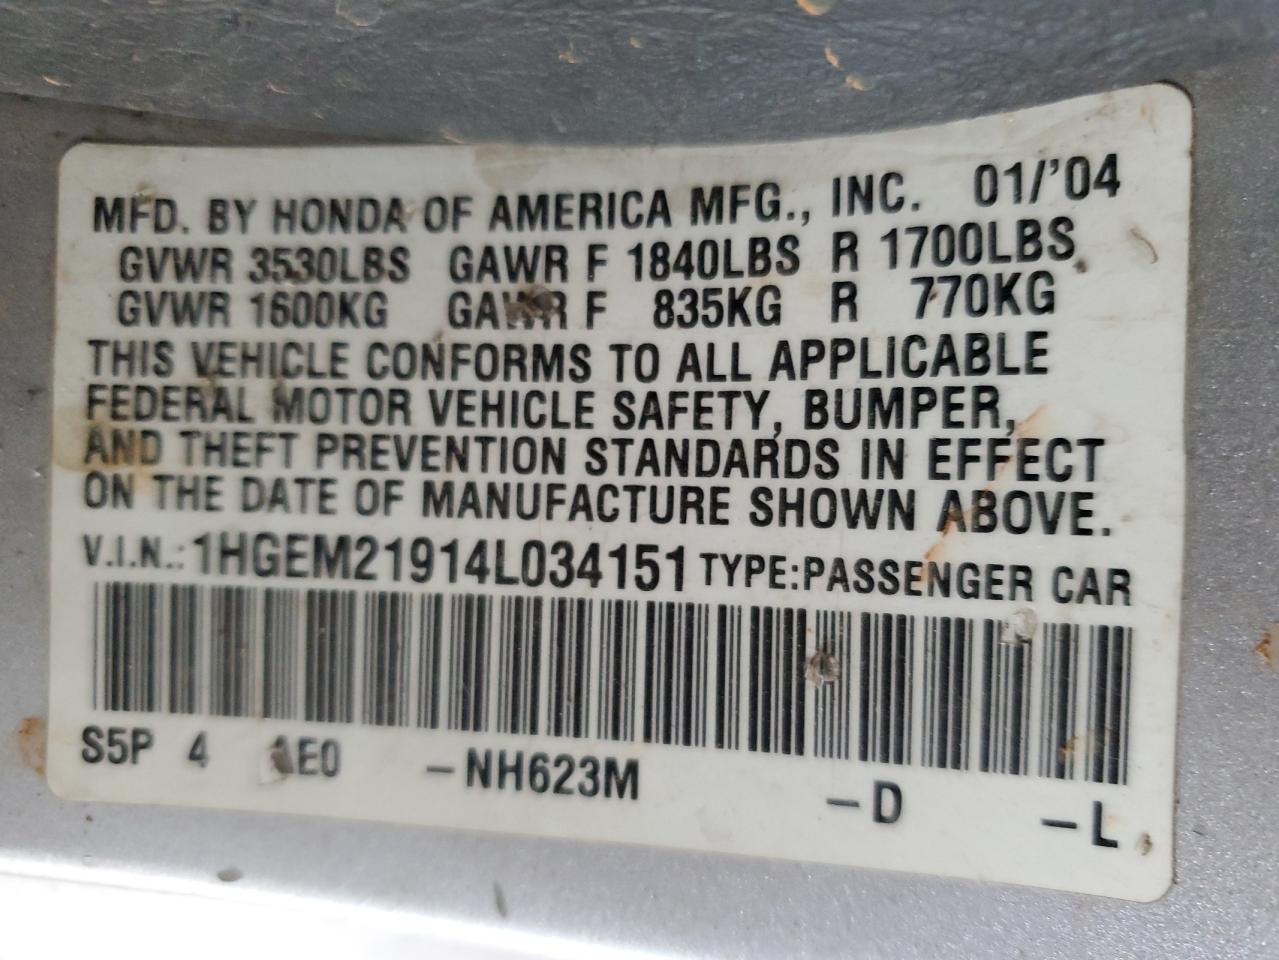 MFD. BY HONDA OF AMERICA MFG., INC. 01/'04
GVWR 3530LBS GAWR F 1840LBS R 1700LBS
GVWR 1600KG GAWR F 835KG R 770KG
THIS VEHICLE CONFORMS TO ALL APPLICABLE
FEDERAL MOTOR VEHICLE SAFETY, BUMPER,
AND THEFT PREVENTION STANDARDS IN EFFECT
ON THE DATE OF MANUFACTURE SHOWN ABOVE.
V.I.N.: 1HGEM21914L034151 TYPE:PASSENGER CAR
S5P 4 AE0 -NH623M -D -L